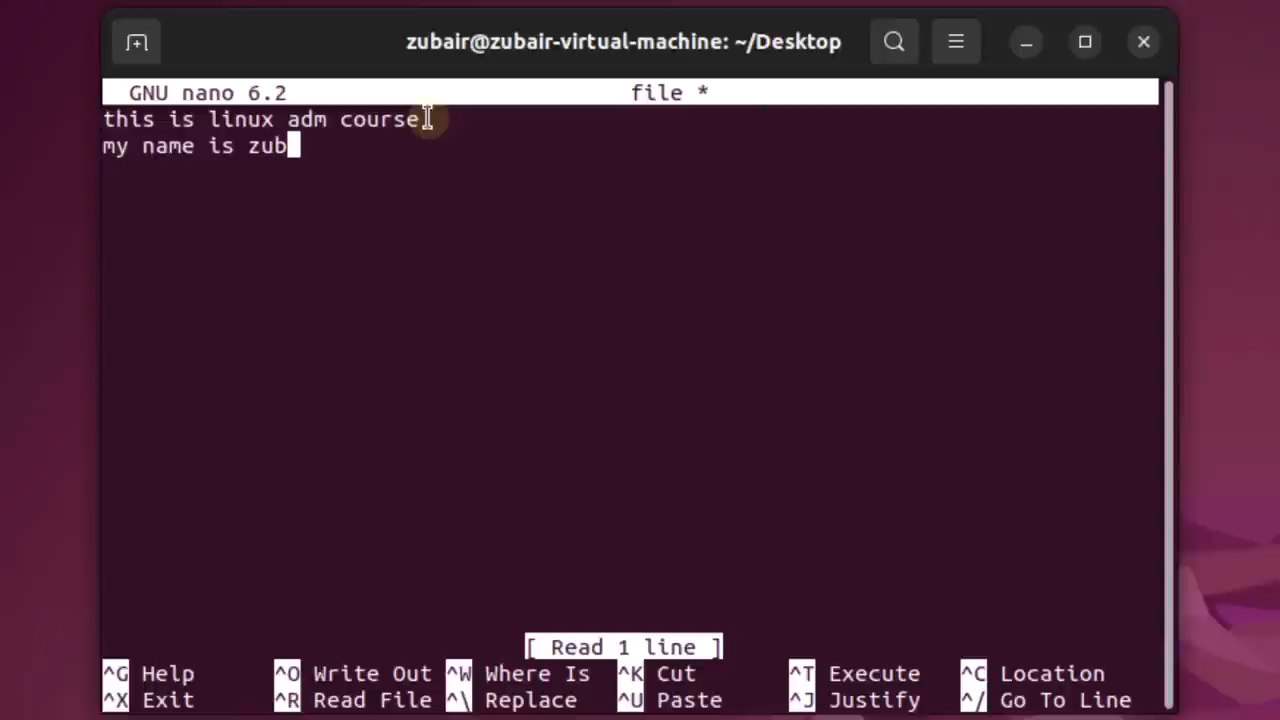 zubair@zubair-virtual-machine: ~/Desktop
GNU nano 6.2 file *
this is linux adm course
my name is zub
[ Read 1 line ]
^G Help ^O Write Out ^W Where Is ^K Cut ^T Execute ^C Location
^X Exit ^R Read File ^\ Replace ^U Paste ^J Justify ^/ Go To Line